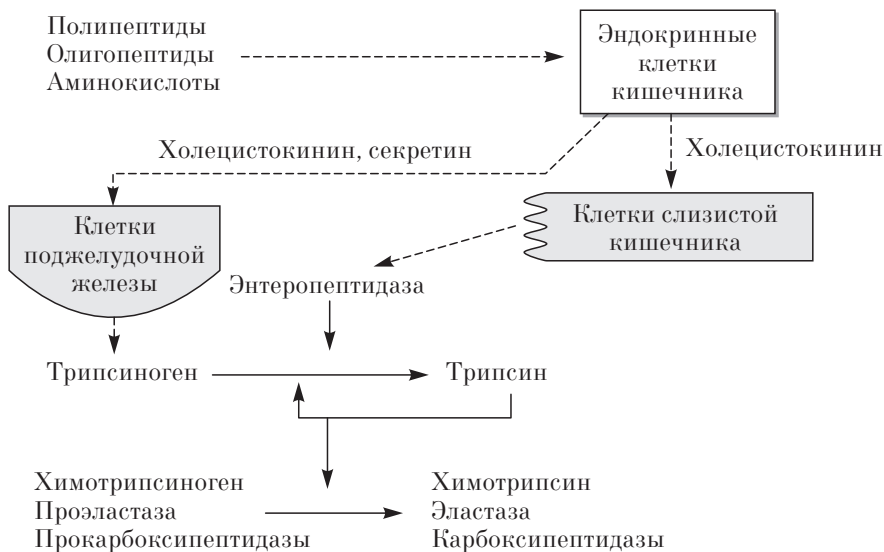 Полипептиды
Олигопептиды
Аминокислоты
Эндокринные
клетки
кишечника
Холецистокинин, секретин
Холецистокинин
Клетки
поджелудочной
железы
Клетки слизистой
кишечника
Энтеропептидаза
Трипсиноген
Трипсин
Химотрипсиноген
Проэластаза
Прокарбоксипептидазы
Химотрипсин
Эластаза
Карбоксипептидазы